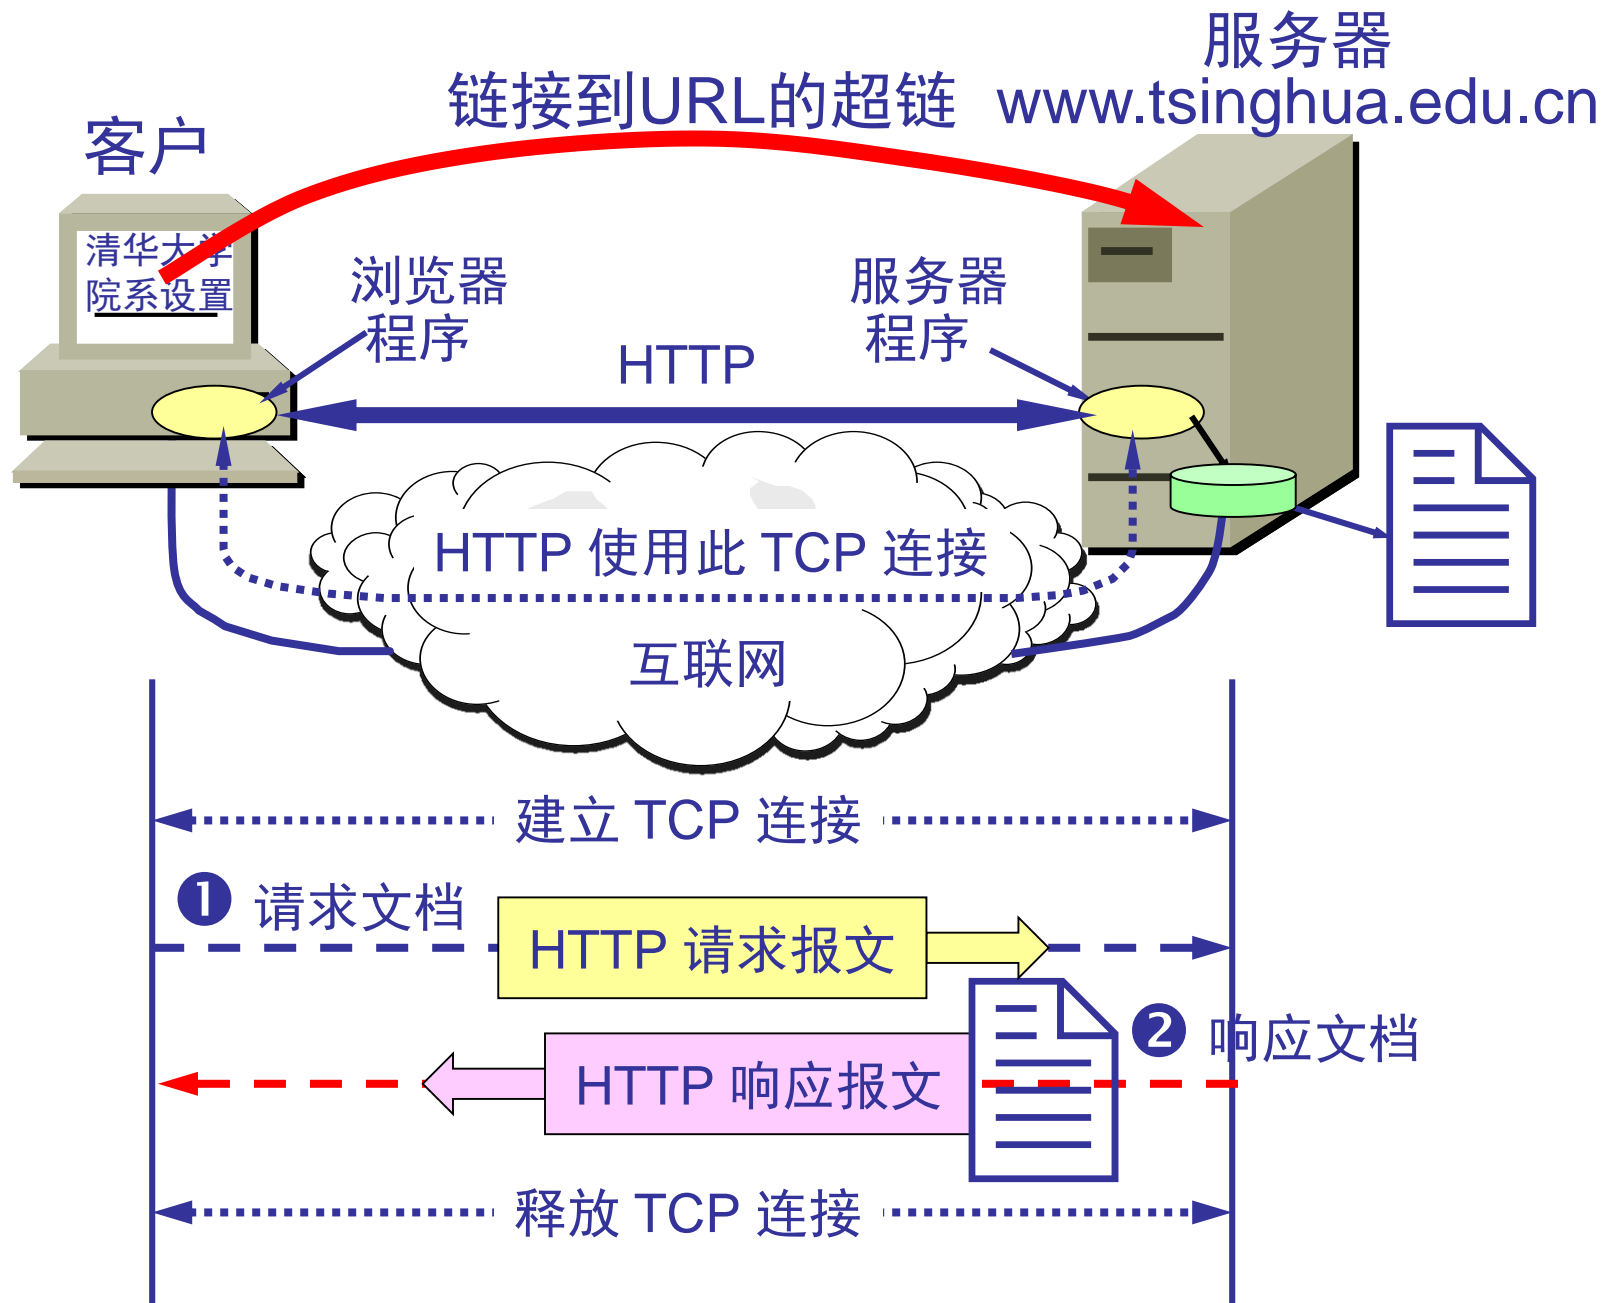 服务器
链接到URL的超链 www.tsinghua.edu.cn
客户
清华大学
院系设置
浏览器
程序
服务器
程序
HTTP
HTTP 使用此 TCP 连接
互联网
建立 TCP 连接
❶ 请求文档
HTTP 请求报文
❷ 响应文档
HTTP 响应报文
释放 TCP 连接